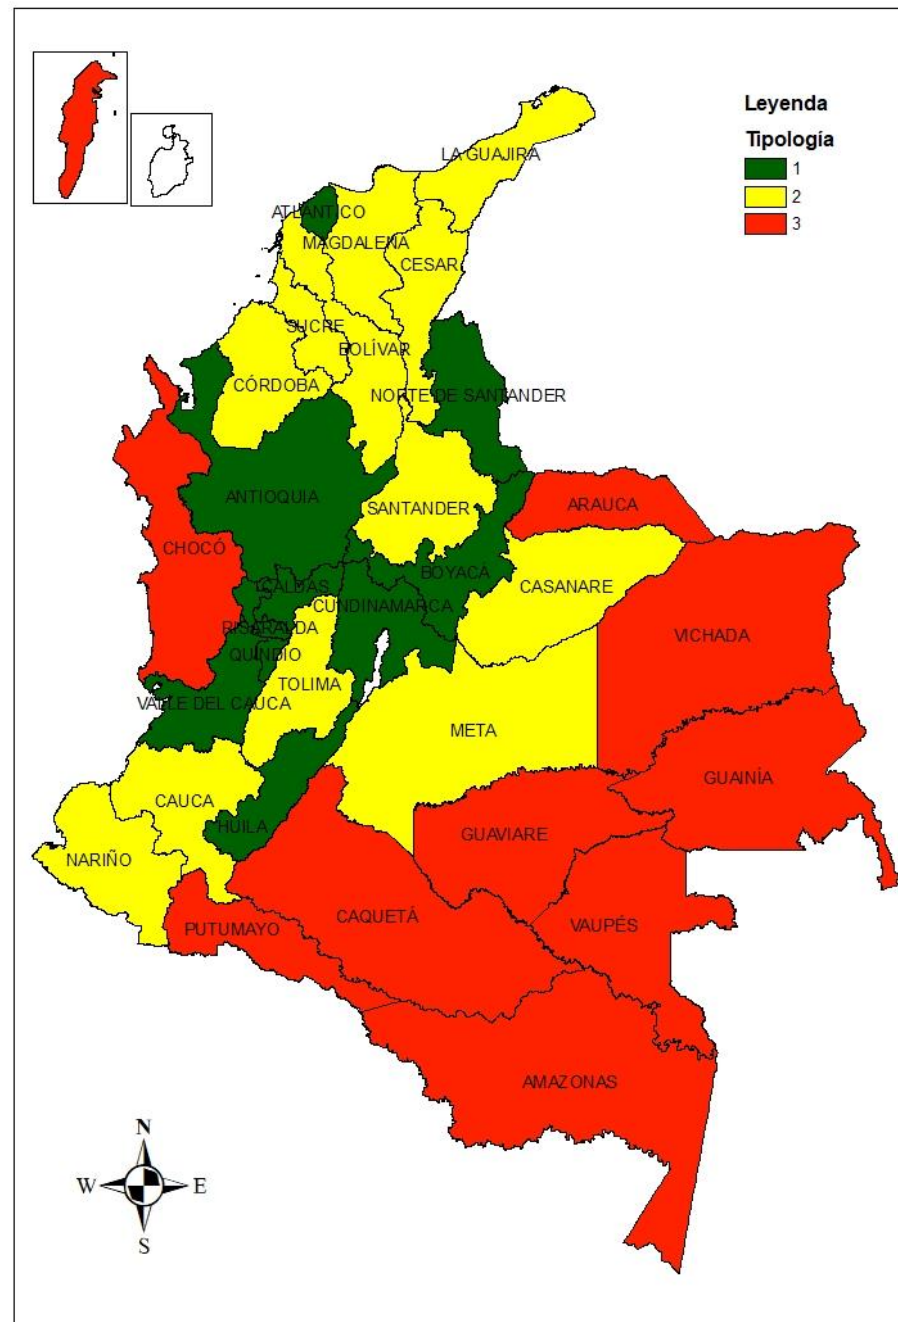 Leyenda
Tipología
1
2
3
LA GUAJIRA
ATLÁNTICO
MAGDALENA
CESAR
SUCRE
BOLÍVAR
CÓRDOBA
NORTE DE SANTANDER
ANTIOQUIA
SANTANDER
ARAUCA
CHOCÓ
BOYACÁ
CALDAS
CASANARE
CUNDINAMARCA
RISARALDA
VICHADA
QUINDIO
TOLIMA
VALLE DEL CAUCA
META
GUAINÍA
CAUCA
HUILA
GUAVIARE
NARIÑO
CAQUETÁ
VAUPÉS
PUTUMAYO
AMAZONAS
N
W
E
S